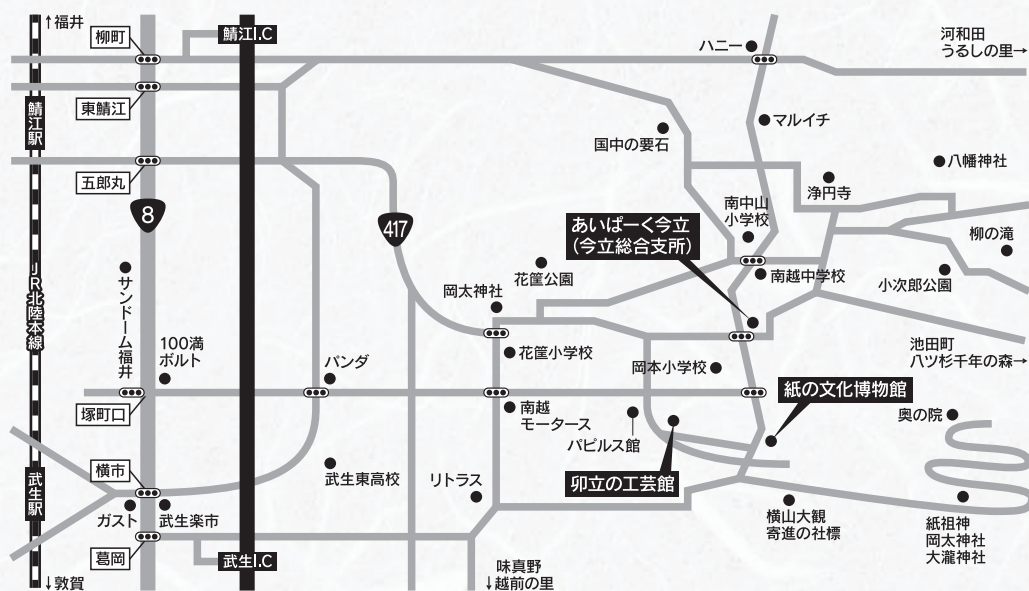 ↑福井
柳町
東鯖江
鯖江駅
五郎丸
JR北陸本線
8
サンドーム福井
100満
ボルト
塚町口
横市
武生駅
ガスト
武生楽市
葛岡
↓敦賀
鯖江I.C
武生I.C
417
パンダ
武生東高校
リトラス
味真野
↓越前の里
岡太神社
花筐公園
花筐小学校
南越
モータース
ハニー
河和田
うるしの里→
国中の要石
マルイチ
八幡神社
浄円寺
南中山
小学校
あいぱーく今立
(今立総合支所)
南越中学校
小次郎公園
柳の滝
池田町
八ツ杉千年の森→
岡本小学校
紙の文化博物館
パピルス館
卯立の工芸館
奥の院
横山大観
寄進の社標
紙祖神
岡太神社
大瀧神社